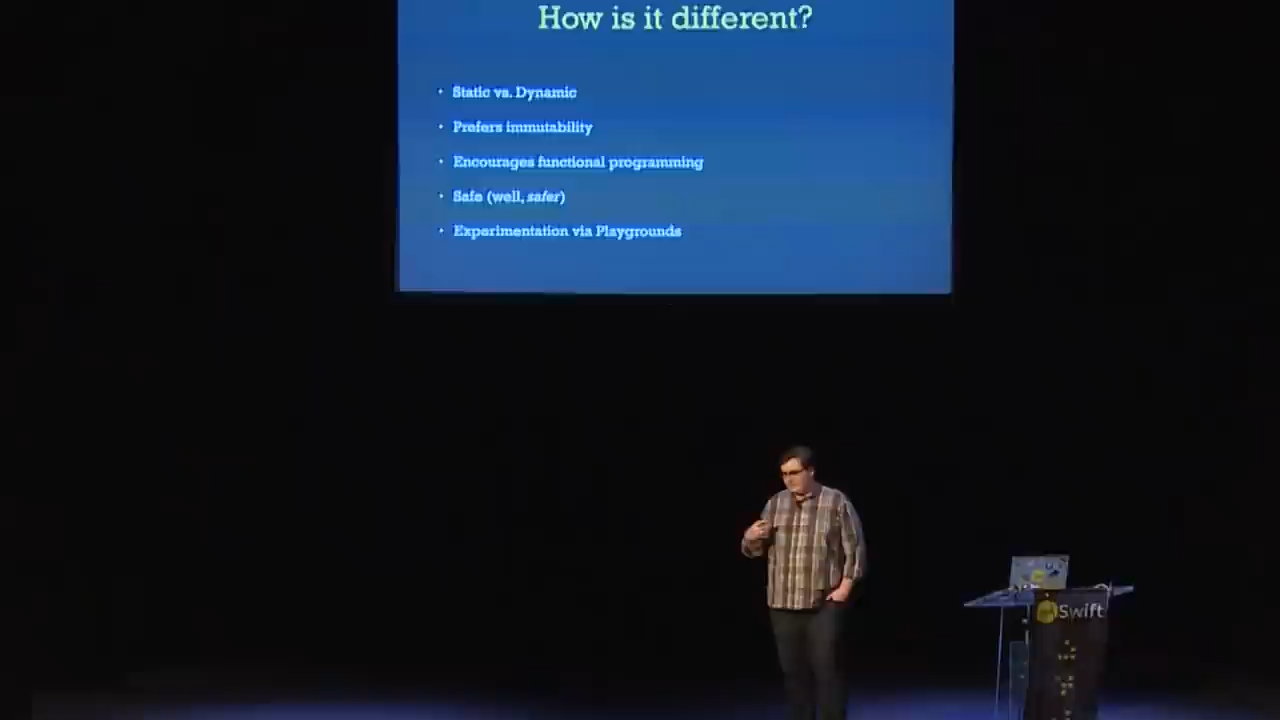 How is it different?
• Static vs. Dynamic
• Prefers immutability
• Encourages functional programming
• Safe (well, safer)
• Experimentation via Playgrounds
Swift